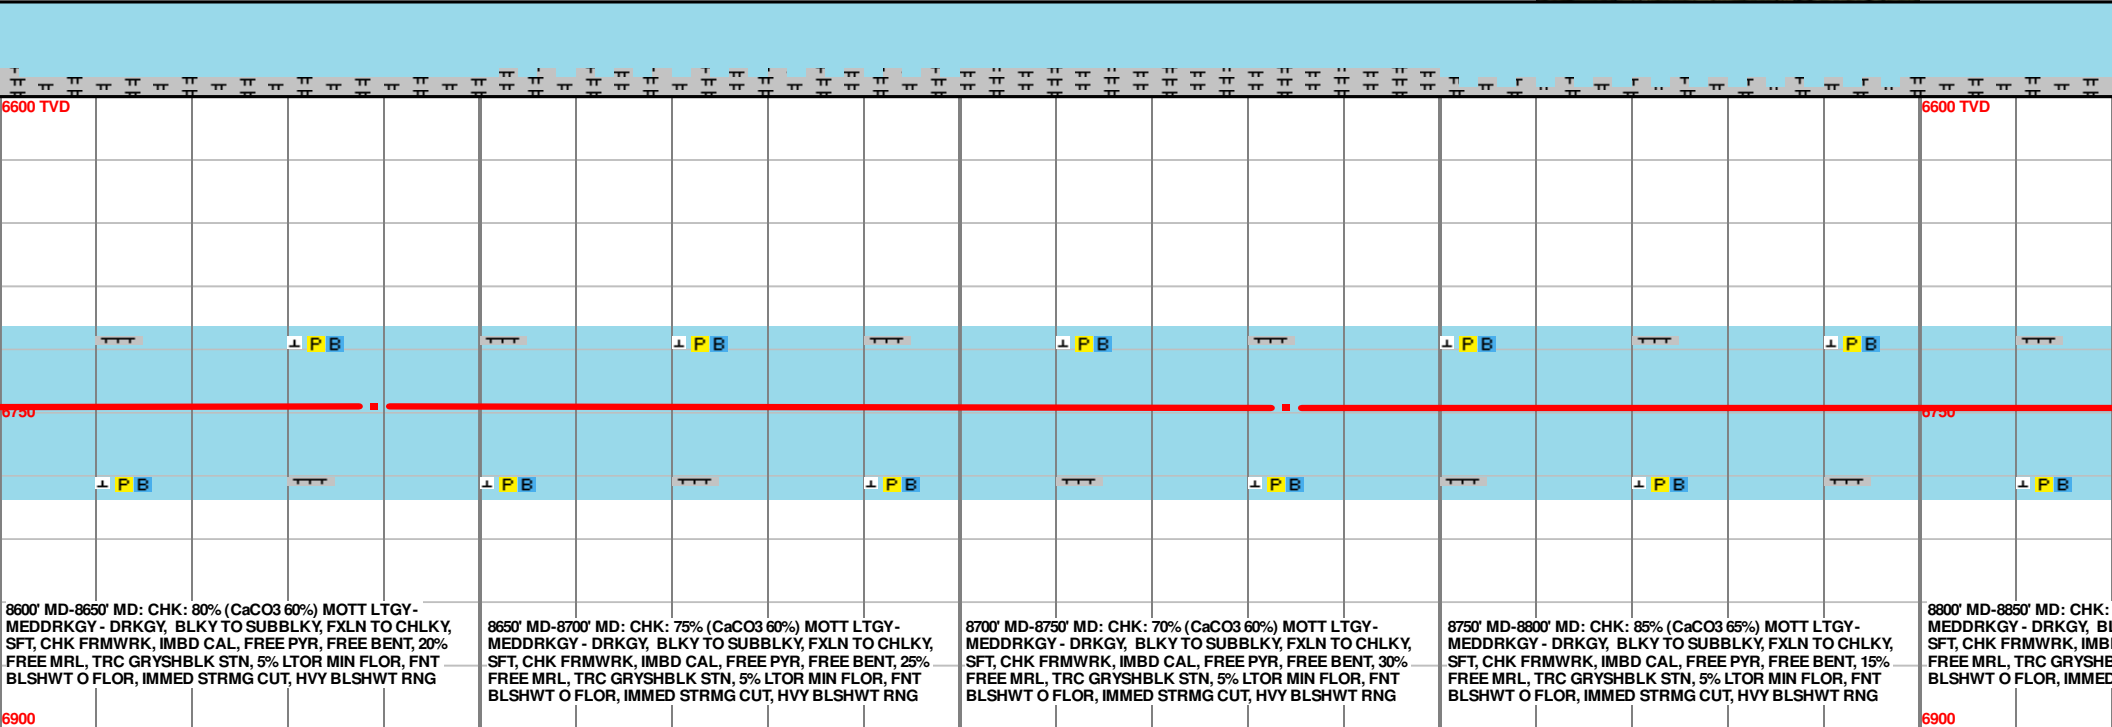 6600 TVD
6600 TVD
P B
P B
P B
P B
P B
6750
6750
P B
P B
P B
P B
P B
P B
8600' MD-8650' MD: CHK: 80% (CaCO3 60%) MOTT LTGY-
MEDDRKGY - DRKGY, BLKY TO SUBBLKY, FXLN TO CHLKY,
SFT, CHK FRMWRK, IMBD CAL, FREE PYR, FREE BENT, 20%
FREE MRL, TRC GRYSHBLK STN, 5% LTOR MIN FLOR, FNT
BLSHWT O FLOR, IMMED STRMG CUT, HVY BLSHWT RNG
8650' MD-8700' MD: CHK: 75% (CaCO3 60%) MOTT LTGY-
MEDDRKGY - DRKGY, BLKY TO SUBBLKY, FXLN TO CHLKY,
SFT, CHK FRMWRK, IMBD CAL, FREE PYR, FREE BENT, 25%
FREE MRL, TRC GRYSHBLK STN, 5% LTOR MIN FLOR, FNT
BLSHWT O FLOR, IMMED STRMG CUT, HVY BLSHWT RNG
8700' MD-8750' MD: CHK: 70% (CaCO3 60%) MOTT LTGY-
MEDDRKGY - DRKGY, BLKY TO SUBBLKY, FXLN TO CHLKY,
SFT, CHK FRMWRK, IMBD CAL, FREE PYR, FREE BENT, 30%
FREE MRL, TRC GRYSHBLK STN, 5% LTOR MIN FLOR, FNT
BLSHWT O FLOR, IMMED STRMG CUT, HVY BLSHWT RNG
8750' MD-8800' MD: CHK: 85% (CaCO3 65%) MOTT LTGY-
MEDDRKGY - DRKGY, BLKY TO SUBBLKY, FXLN TO CHLKY,
SFT, CHK FRMWRK, IMBD CAL, FREE PYR, FREE BENT, 15%
FREE MRL, TRC GRYSHBLK STN, 5% LTOR MIN FLOR, FNT
BLSHWT O FLOR, IMMED STRMG CUT, HVY BLSHWT RNG
8800' MD-8850' MD: CHK:
MEDDRKGY - DRKGY, BL
SFT, CHK FRMWRK, IMB
FREE MRL, TRC GRYSHB
BLSHWT O FLOR, IMMED
6900
6900